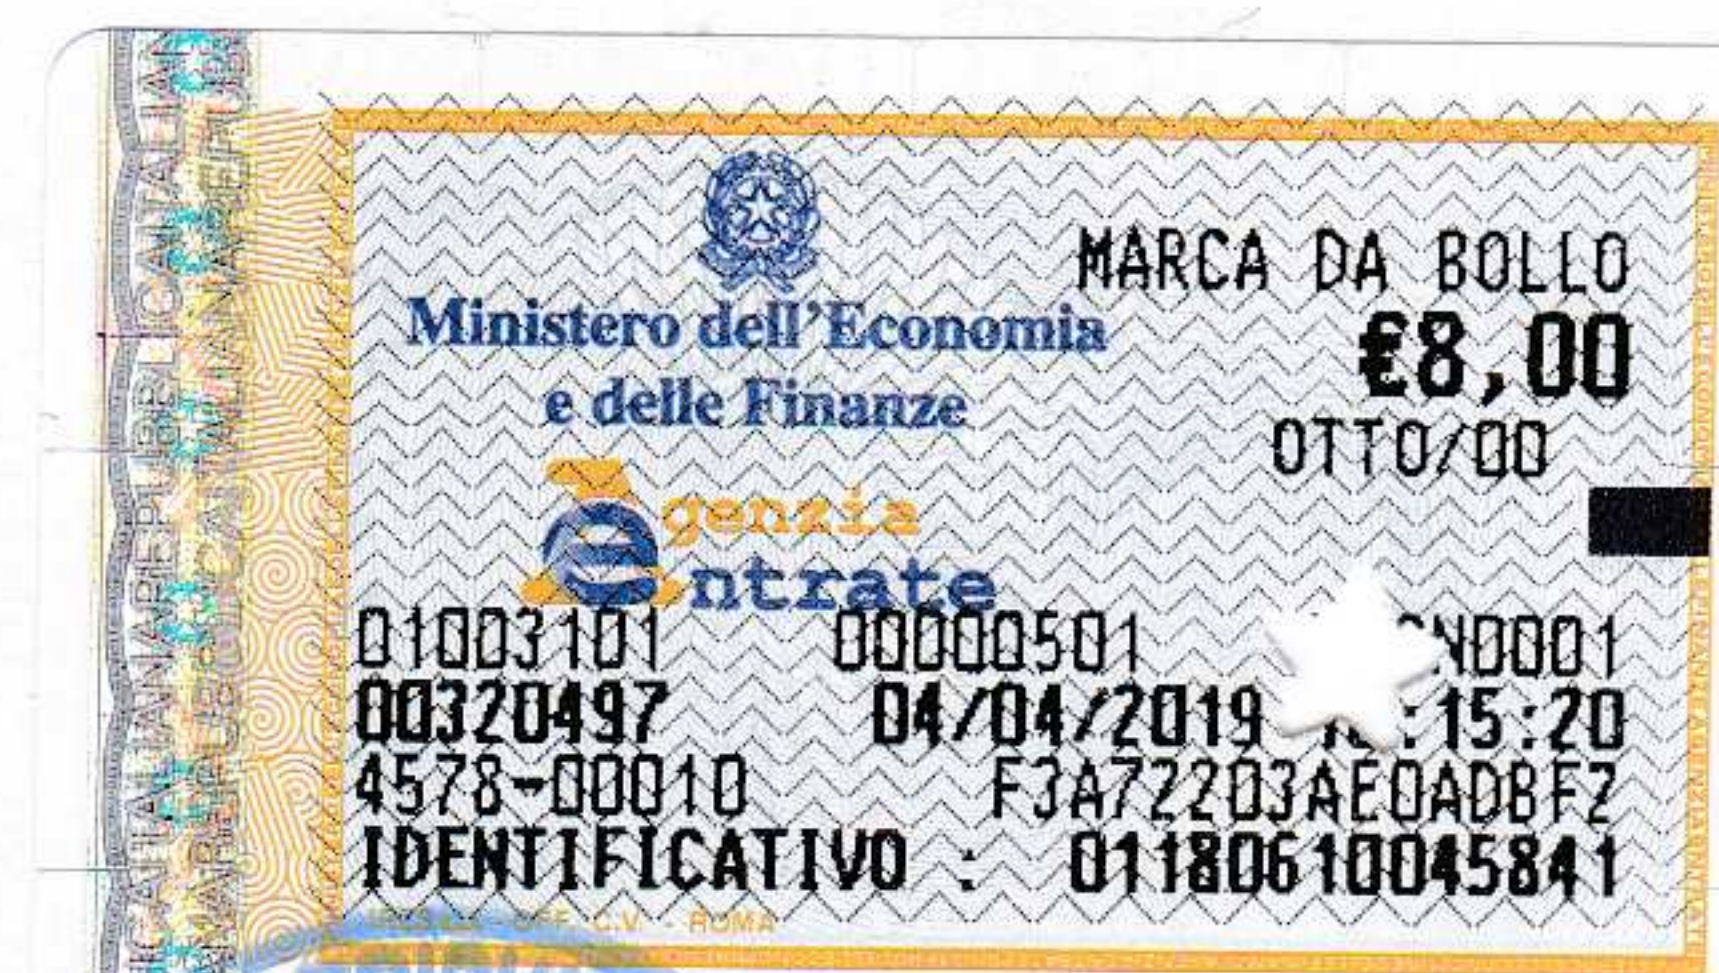 MARCA DA BOLLO
€8,00
OTTO/00
Ministero dell'Economia
e delle Finanze
Agenzia
entrate
01003101 00000501
00320497 04/04/2019 :15:20
4578-00010 F3A72203AE0ADBF2
IDENTIFICATIVO : 01180610045841
C.V. - ROMA